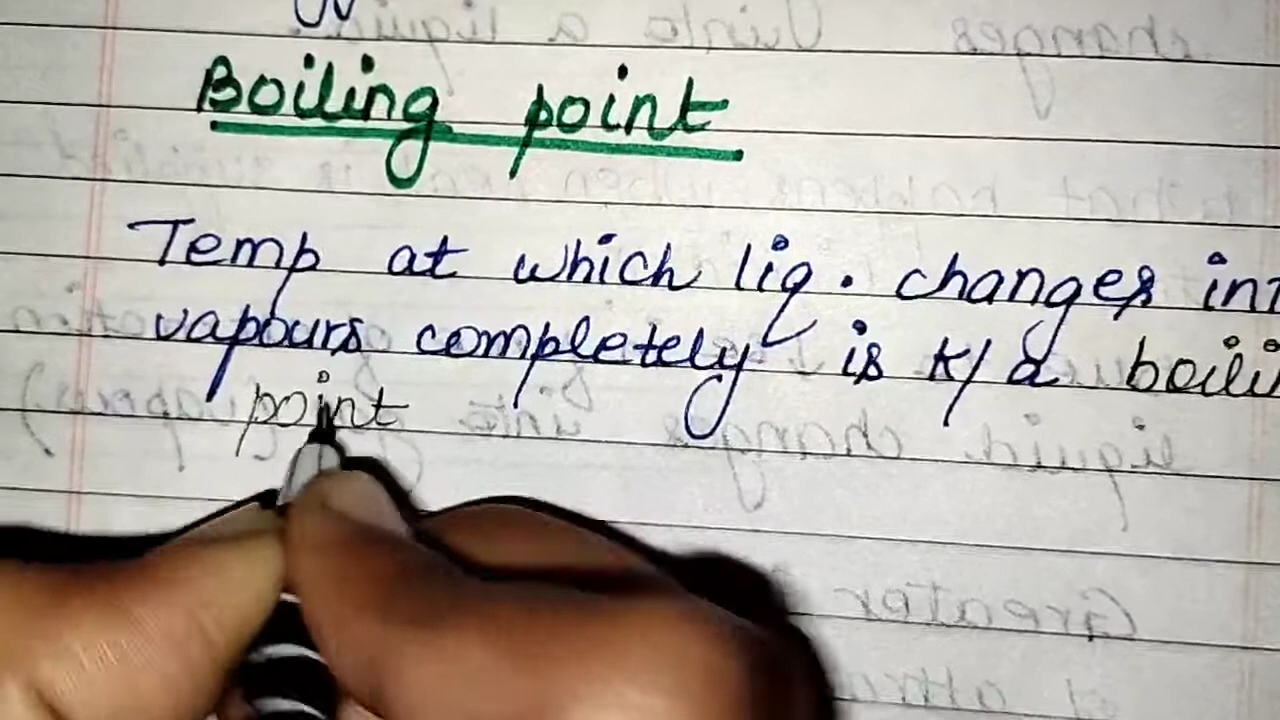 Boiling point
Temp at which liq. changes in
vapours completely is k/a boili
point